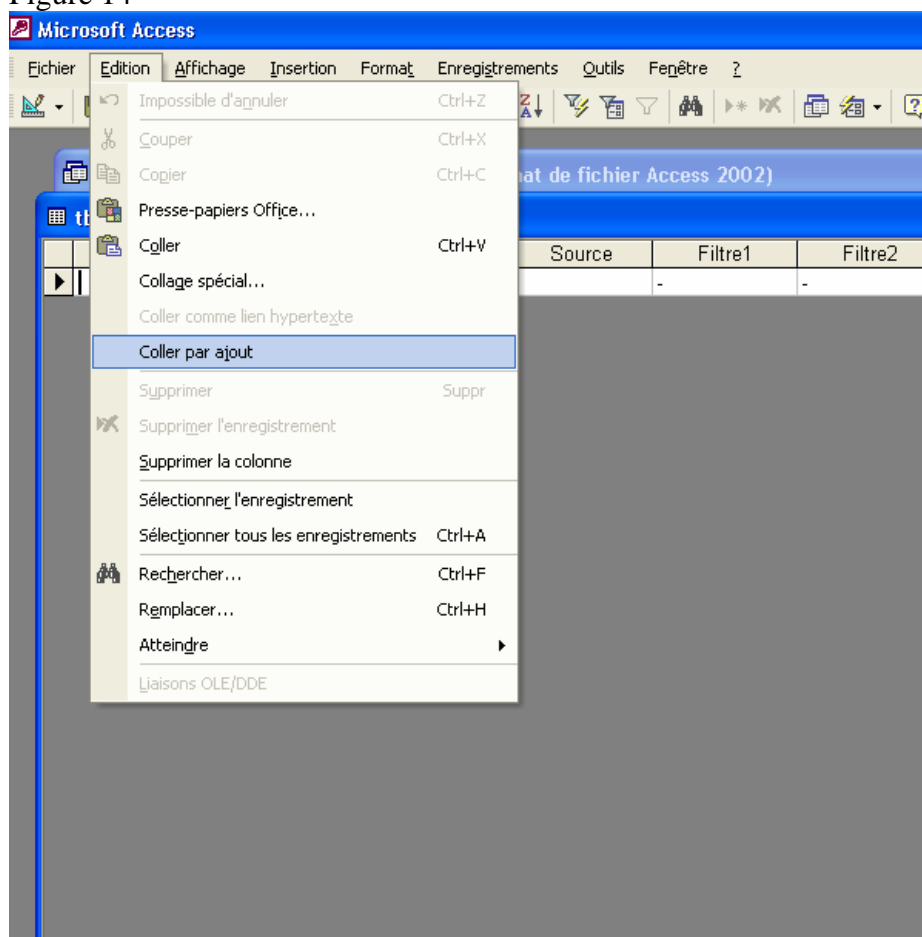 Figure 14
Microsoft Access
Fichier Edition Affichage Insertion Format Enregistrements Outils Fenêtre ?
Impossible d'annuler Ctrl+Z
Couper Ctrl+X
Copier Ctrl+C
at de fichier Access 2002)
Presse-papiers Office...
Coller Ctrl+V
Source Filtre1 Filtre2
Collage spécial...
- -
Coller comme lien hypertexte
Coller par ajout
Supprimer Suppr
Supprimer l'enregistrement
Supprimer la colonne
Sélectionner l'enregistrement
Sélectionner tous les enregistrements Ctrl+A
Rechercher... Ctrl+F
Remplacer... Ctrl+H
Atteindre
Liaisons OLE/DDE